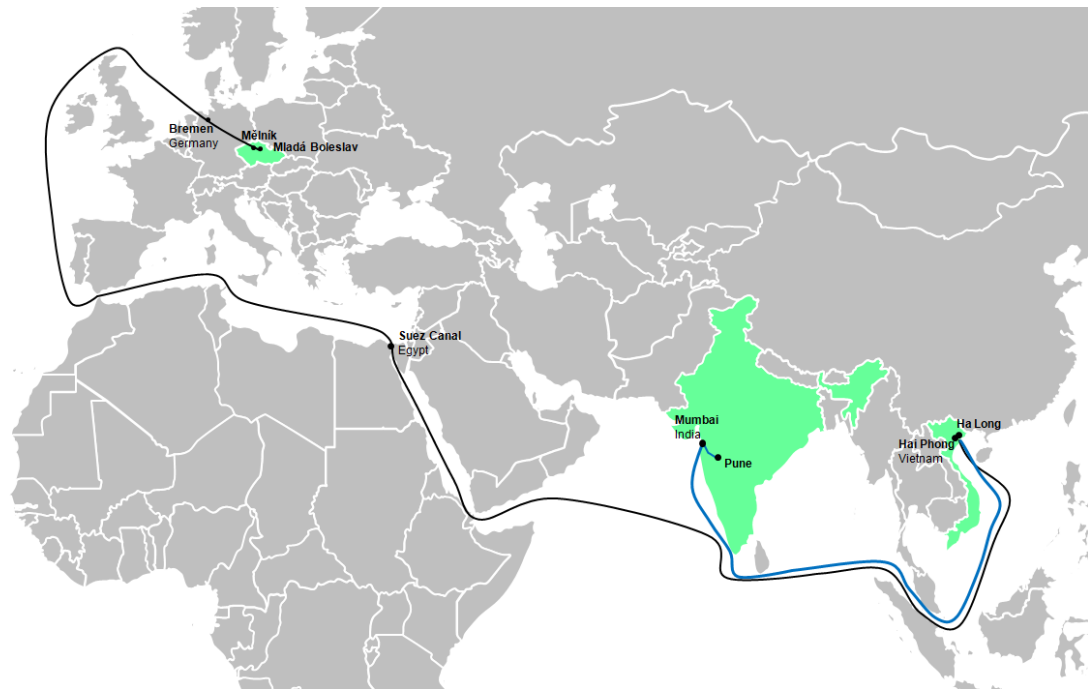 Bremen
Germany
Mělník
Mladá Boleslav
Suez Canal
Egypt
Mumbai
India
Pune
Ha Long
Hai Phong
Vietnam